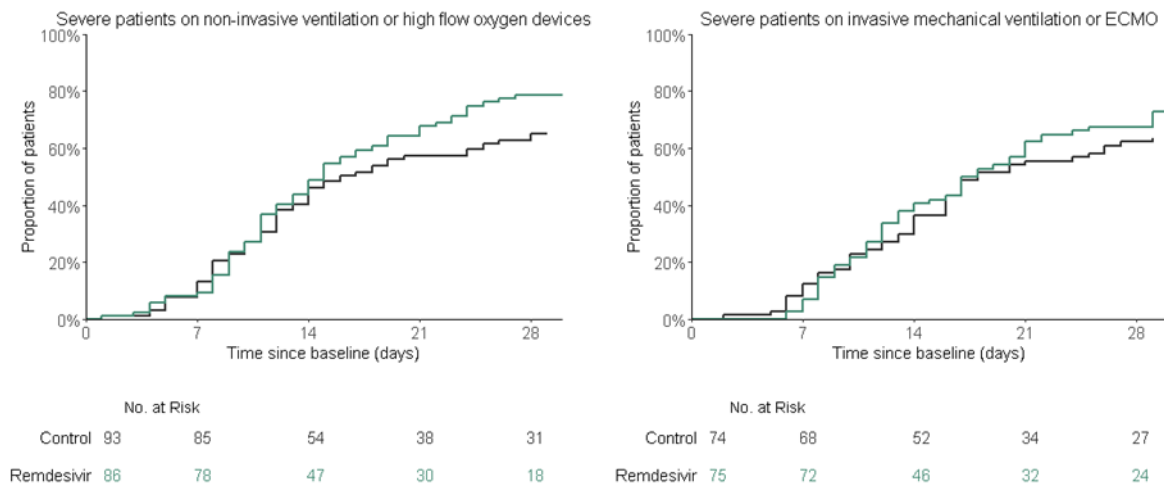 Severe patients on non-invasive ventilation or high flow oxygen devices
100%
80%
60%
40%
20%
0%
Proportion of patients
0 7 14 21 28
Time since baseline (days)
No. at Risk
Control 93 85 54 38 31
Remdesivir 86 78 47 30 18
Severe patients on invasive mechanical ventilation or ECMO
100%
80%
60%
40%
20%
0%
Proportion of patients
0 7 14 21 28
Time since baseline (days)
No. at Risk
Control 74 68 52 34 27
Remdesivir 75 72 46 32 24